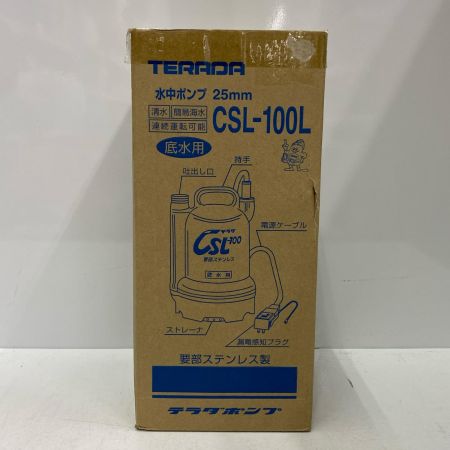 TERADA
水中ポンプ 25mm
清水 簡易海水
連続運転可能
CSL-100L
底水用
吐出し口
持手
電源ケーブル
テラダ
CSL-100
要部ステンレス
底水用
ストレーナ
漏電感知プラグ
要部ステンレス製
テラダポンプ